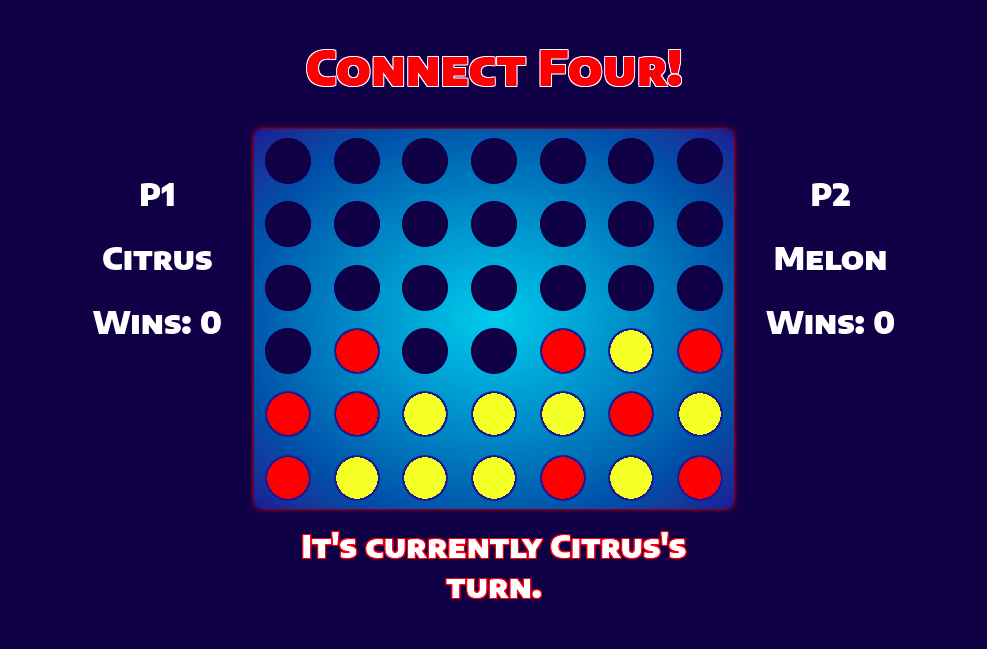 Connect Four!
P1
Citrus
Wins: 0
P2
Melon
Wins: 0
It's currently Citrus's
turn.